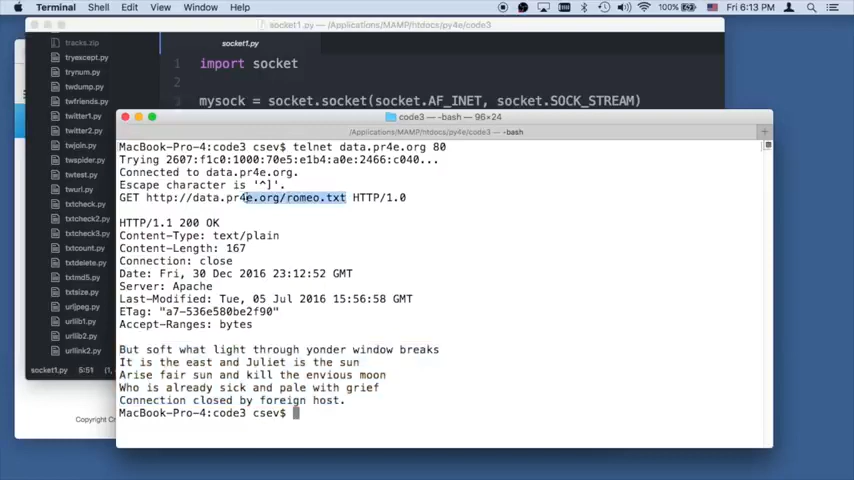 Terminal Shell Edit View Window Help 100% Fri 6:13 PM
socket1.py — /Applications/MAMP/htdocs/py4e/code3
tracks.zip
tryexcept.py
trynum.py
twdump.py
twfriends.py
twitter1.py
twitter2.py
twjoin.py
twspider.py
twtest.py
twurl.py
txtcheck.py
txtcheck2.py
txtcheck3.py
txtcount.py
txtdelete.py
txtmd5.py
txtsize.py
urljpeg.py
urllib1.py
urllib2.py
urllink2.py
socket1.py 5:51
socket1.py
1 import socket
2
3 mysock = socket.socket(socket.AF_INET, socket.SOCK_STREAM)
code3 — -bash — 96×24
/Applications/MAMP/htdocs/py4e/code3 — -bash
MacBook-Pro-4:code3 csev$ telnet data.pr4e.org 80
Trying 2607:f1c0:1000:70e5:e1b4:a0e:2466:c040...
Connected to data.pr4e.org.
Escape character is '^]'.
GET http://data.pr4e.org/romeo.txt HTTP/1.0
HTTP/1.1 200 OK
Content-Type: text/plain
Content-Length: 167
Connection: close
Date: Fri, 30 Dec 2016 23:12:52 GMT
Server: Apache
Last-Modified: Tue, 05 Jul 2016 15:56:58 GMT
ETag: "a7-536e580be2f90"
Accept-Ranges: bytes
But soft what light through yonder window breaks
It is the east and Juliet is the sun
Arise fair sun and kill the envious moon
Who is already sick and pale with grief
Connection closed by foreign host.
MacBook-Pro-4:code3 csev$
Copyright